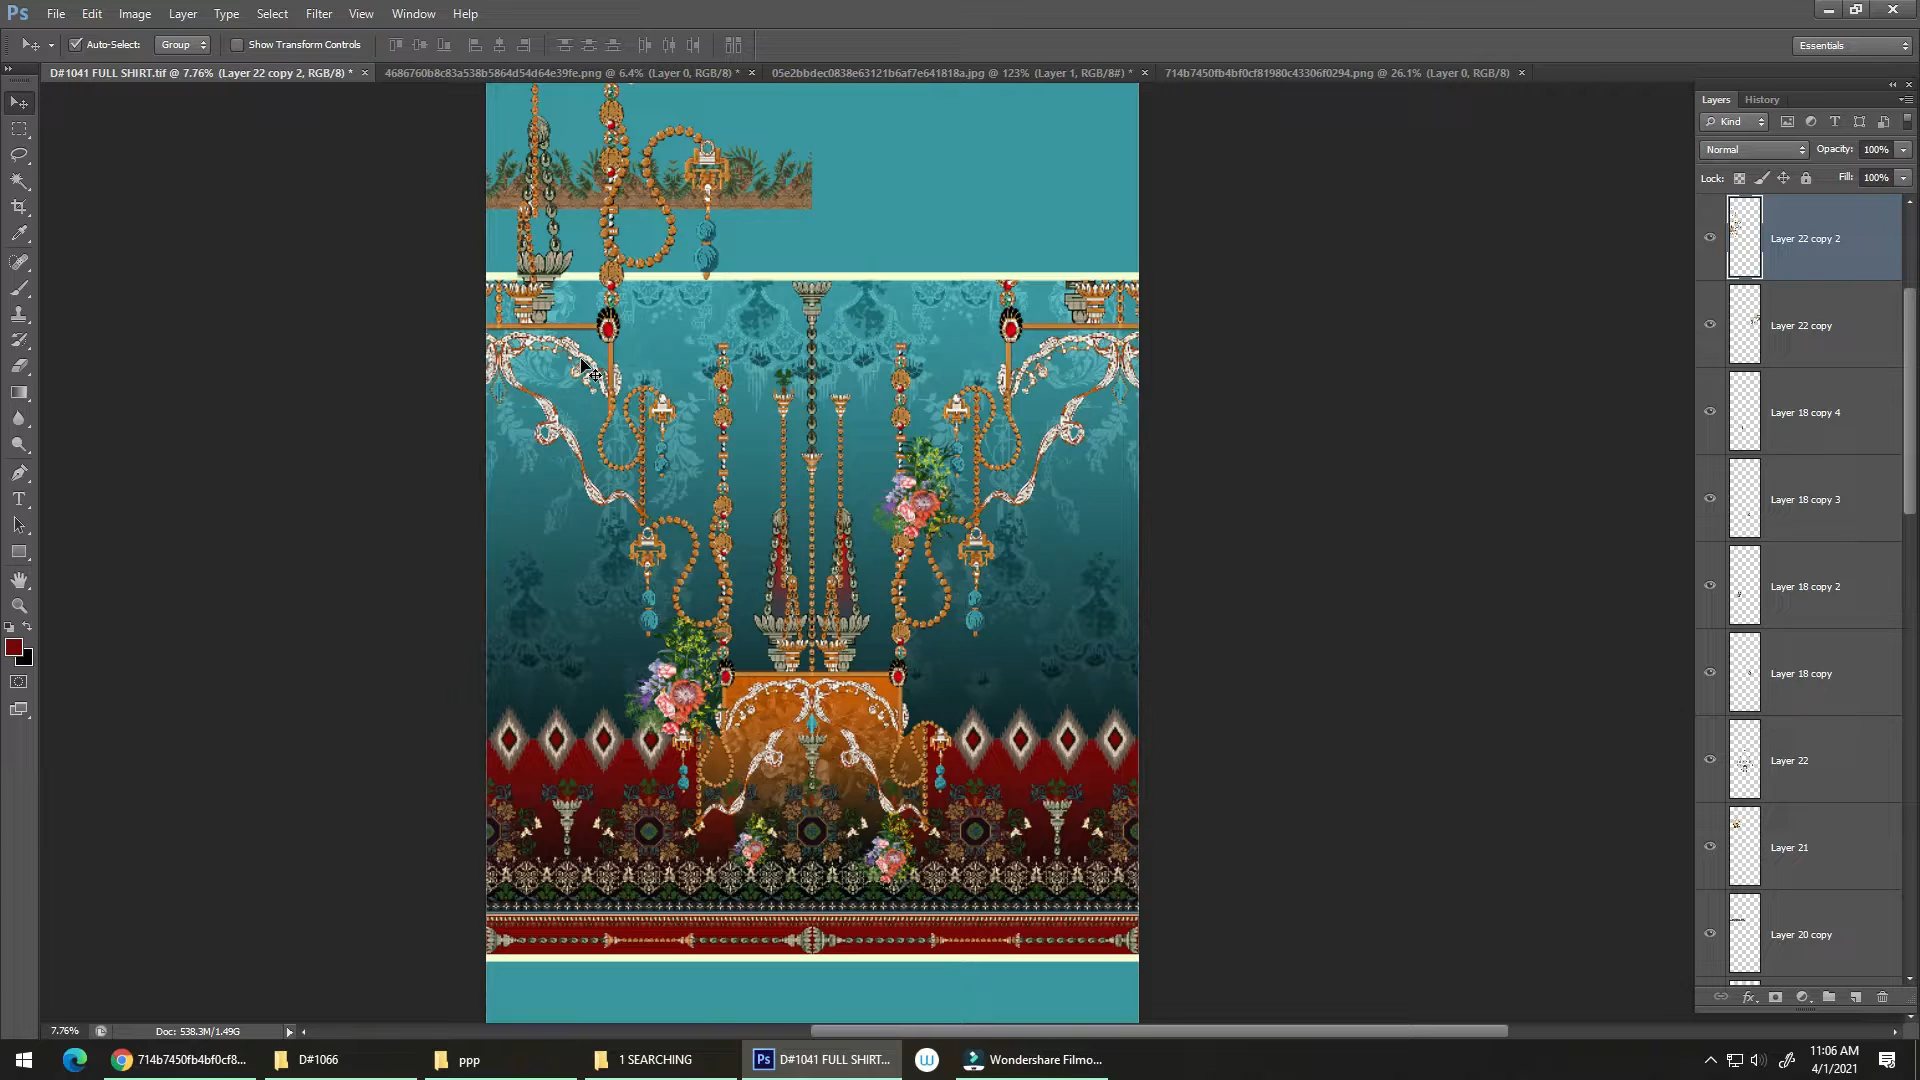 Ps File Edit Image Layer Type Select Filter View Window Help
Auto-Select: Group Show Transform Controls Essentials
D#1041 FULL SHIRT.tif @ 7.76% (Layer 22 copy 2, RGB/8) * × 4686760b8c83a538b5864d54d64e39fe.png @ 6.4% (Layer 0, RGB/8) * × 05e2bbdec0838e63121b6af7e641818a.jpg @ 123% (Layer 1, RGB/8#) * × 714b7450fb4bf0cf81980c43306f0294.png @ 26.1% (Layer 0, RGB/8) ×
Layers History
Kind
Normal Opacity: 100%
Lock: Fill: 100%
Layer 22 copy 2
Layer 22 copy
Layer 18 copy 4
Layer 18 copy 3
Layer 18 copy 2
Layer 18 copy
Layer 22
Layer 21
Layer 20 copy
fx
7.76% Doc: 538.3M/1.49G
714b7450fb4bf0cf8... D#1066 ppp 1 SEARCHING Ps D#1041 FULL SHIRT... Wondershare Filmo... 11:06 AM
4/1/2021